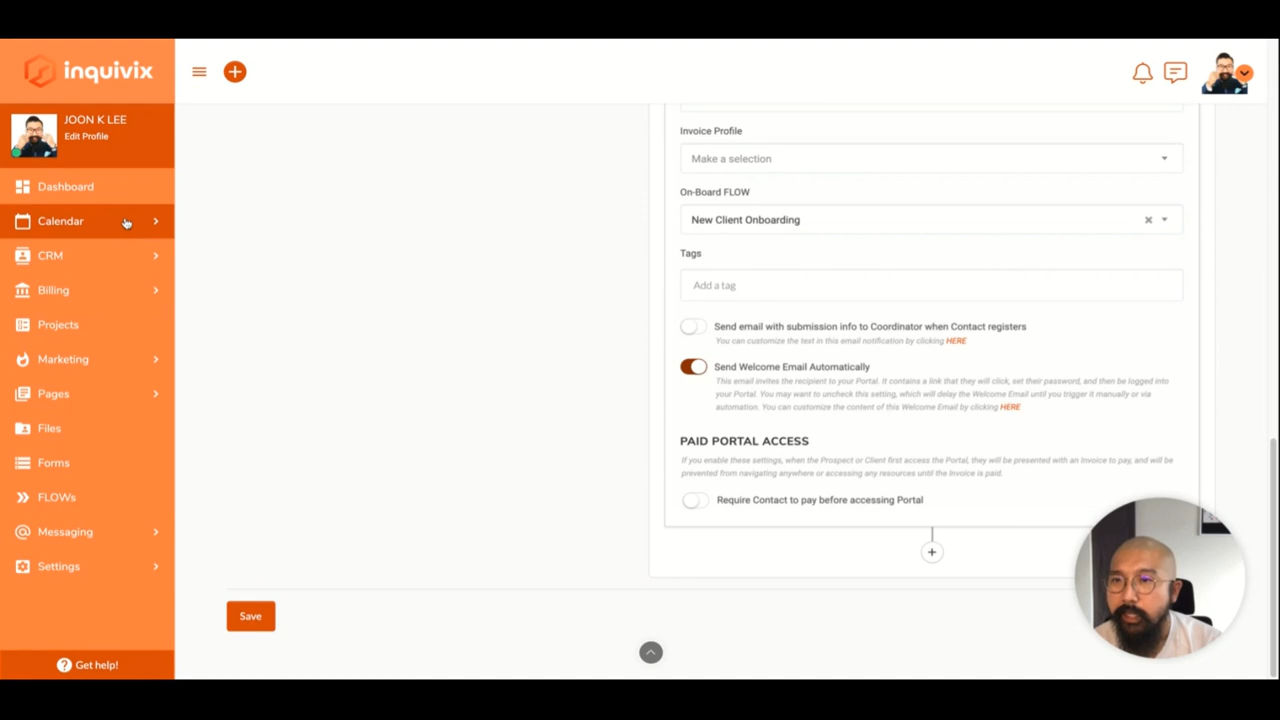 inquivix
JOON K LEE
Edit Profile
Dashboard
Calendar
CRM
Billing
Projects
Marketing
Pages
Files
Forms
FLOWs
Messaging
Settings
Get help!
Invoice Profile
Make a selection
On-Board FLOW
New Client Onboarding
Tags
Add a tag
Send email with submission info to Coordinator when Contact registers
You can customize the text in this email notification by clicking HERE
Send Welcome Email Automatically
This email invites the recipient to your Portal. It contains a link that they will click, set their password, and then be logged into
your Portal. You may want to uncheck this setting, which will delay the Welcome Email until you trigger it manually or via
automation. You can customize the content of this Welcome Email by clicking HERE
PAID PORTAL ACCESS
If you enable these settings, when the Prospect or Client first access the Portal, they will be presented with an Invoice to pay, and will be
prevented from navigating anywhere or accessing any resources until the Invoice is paid.
Require Contact to pay before accessing Portal
Save